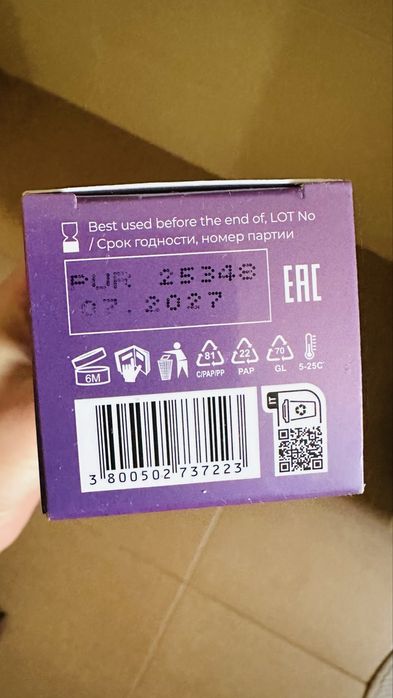 Best used before the end of, LOT No
/ Срок годности, номер партии
PUR 25348
07.2027
EAC
6M
81
C/PAP/PP
22
PAP
70
GL
5-25C°
IT
3 800502 737223